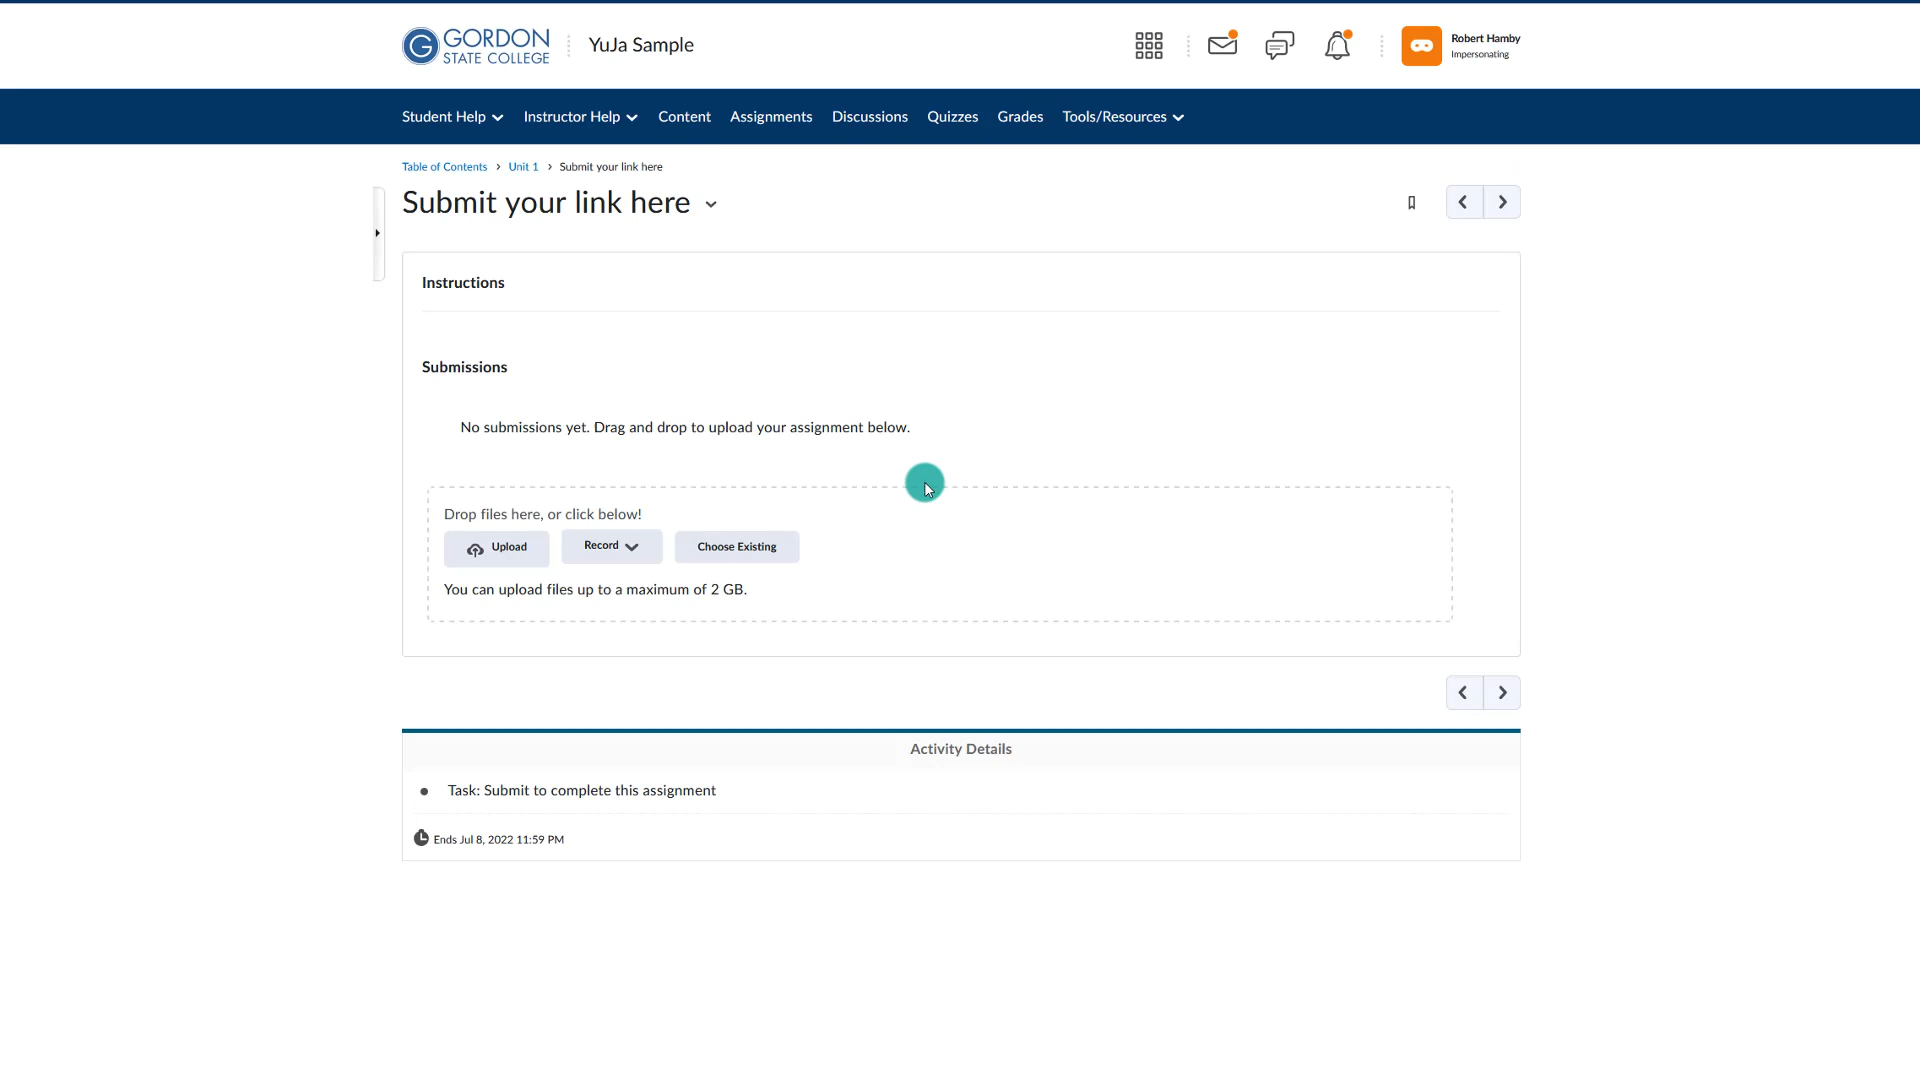 GORDON
STATE COLLEGE
YuJa Sample
Robert Hamby
Impersonating
Student Help
Instructor Help
Content
Assignments
Discussions
Quizzes
Grades
Tools/Resources
Table of Contents > Unit 1 > Submit your link here
Submit your link here
Instructions
Submissions
No submissions yet. Drag and drop to upload your assignment below.
Drop files here, or click below!
Upload
Record
Choose Existing
You can upload files up to a maximum of 2 GB.
Activity Details
Task: Submit to complete this assignment
Ends Jul 8, 2022 11:59 PM